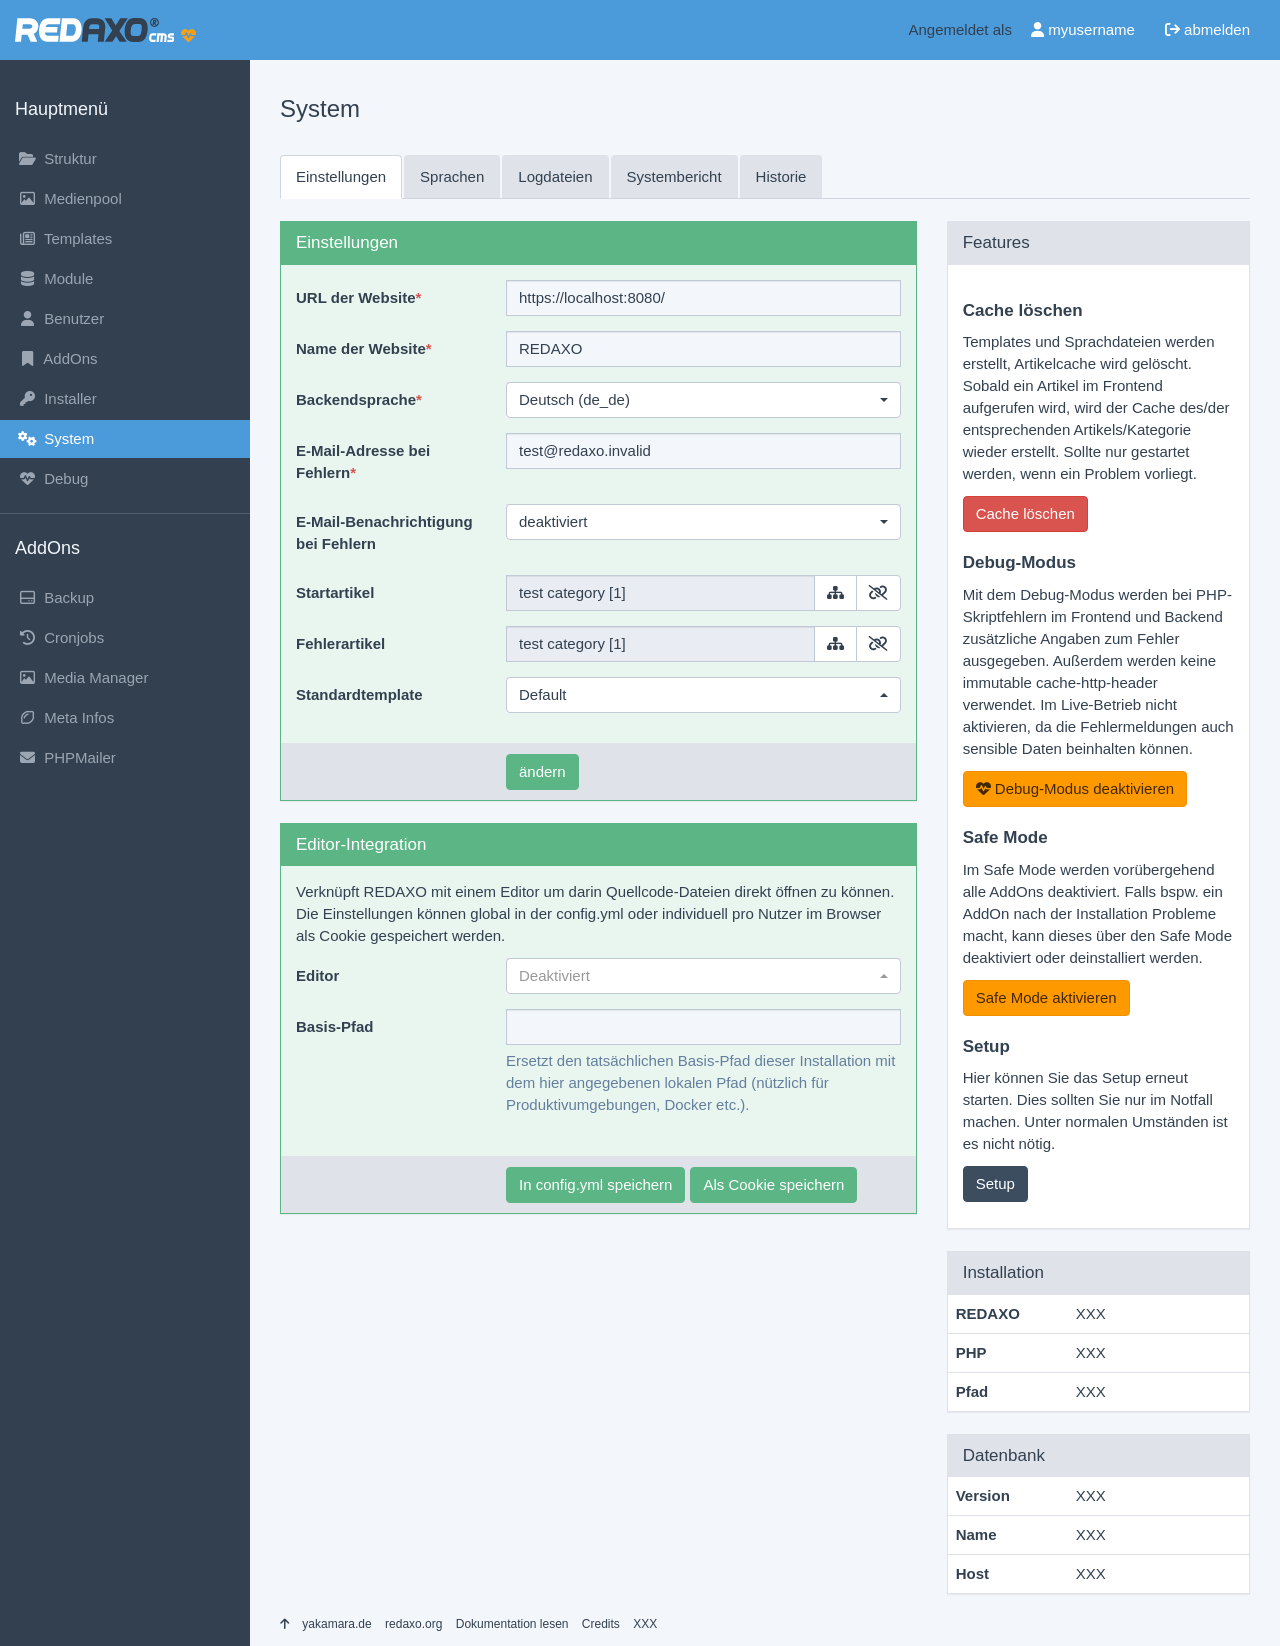 REDAXO® cms
Angemeldet als myusername abmelden
Hauptmenü
Struktur
Medienpool
Templates
Module
Benutzer
AddOns
Installer
System
Debug
AddOns
Backup
Cronjobs
Media Manager
Meta Infos
PHPMailer
System
Einstellungen Sprachen Logdateien Systembericht Historie
Einstellungen
URL der Website* https://localhost:8080/
Name der Website* REDAXO
Backendsprache* Deutsch (de_de)
E-Mail-Adresse bei test@redaxo.invalid
Fehlern*
E-Mail-Benachrichtigung deaktiviert
bei Fehlern
Startartikel test category [1]
Fehlerartikel test category [1]
Standardtemplate Default
ändern
Editor-Integration
Verknüpft REDAXO mit einem Editor um darin Quellcode-Dateien direkt öffnen zu können.
Die Einstellungen können global in der config.yml oder individuell pro Nutzer im Browser
als Cookie gespeichert werden.
Editor Deaktiviert
Basis-Pfad
Ersetzt den tatsächlichen Basis-Pfad dieser Installation mit
dem hier angegebenen lokalen Pfad (nützlich für
Produktivumgebungen, Docker etc.).
In config.yml speichern Als Cookie speichern
Features
Cache löschen
Templates und Sprachdateien werden
erstellt, Artikelcache wird gelöscht.
Sobald ein Artikel im Frontend
aufgerufen wird, wird der Cache des/der
entsprechenden Artikels/Kategorie
wieder erstellt. Sollte nur gestartet
werden, wenn ein Problem vorliegt.
Cache löschen
Debug-Modus
Mit dem Debug-Modus werden bei PHP-
Skriptfehlern im Frontend und Backend
zusätzliche Angaben zum Fehler
ausgegeben. Außerdem werden keine
immutable cache-http-header
verwendet. Im Live-Betrieb nicht
aktivieren, da die Fehlermeldungen auch
sensible Daten beinhalten können.
Debug-Modus deaktivieren
Safe Mode
Im Safe Mode werden vorübergehend
alle AddOns deaktiviert. Falls bspw. ein
AddOn nach der Installation Probleme
macht, kann dieses über den Safe Mode
deaktiviert oder deinstalliert werden.
Safe Mode aktivieren
Setup
Hier können Sie das Setup erneut
starten. Dies sollten Sie nur im Notfall
machen. Unter normalen Umständen ist
es nicht nötig.
Setup
Installation
REDAXO XXX
PHP XXX
Pfad XXX
Datenbank
Version XXX
Name XXX
Host XXX
yakamara.de redaxo.org Dokumentation lesen Credits XXX